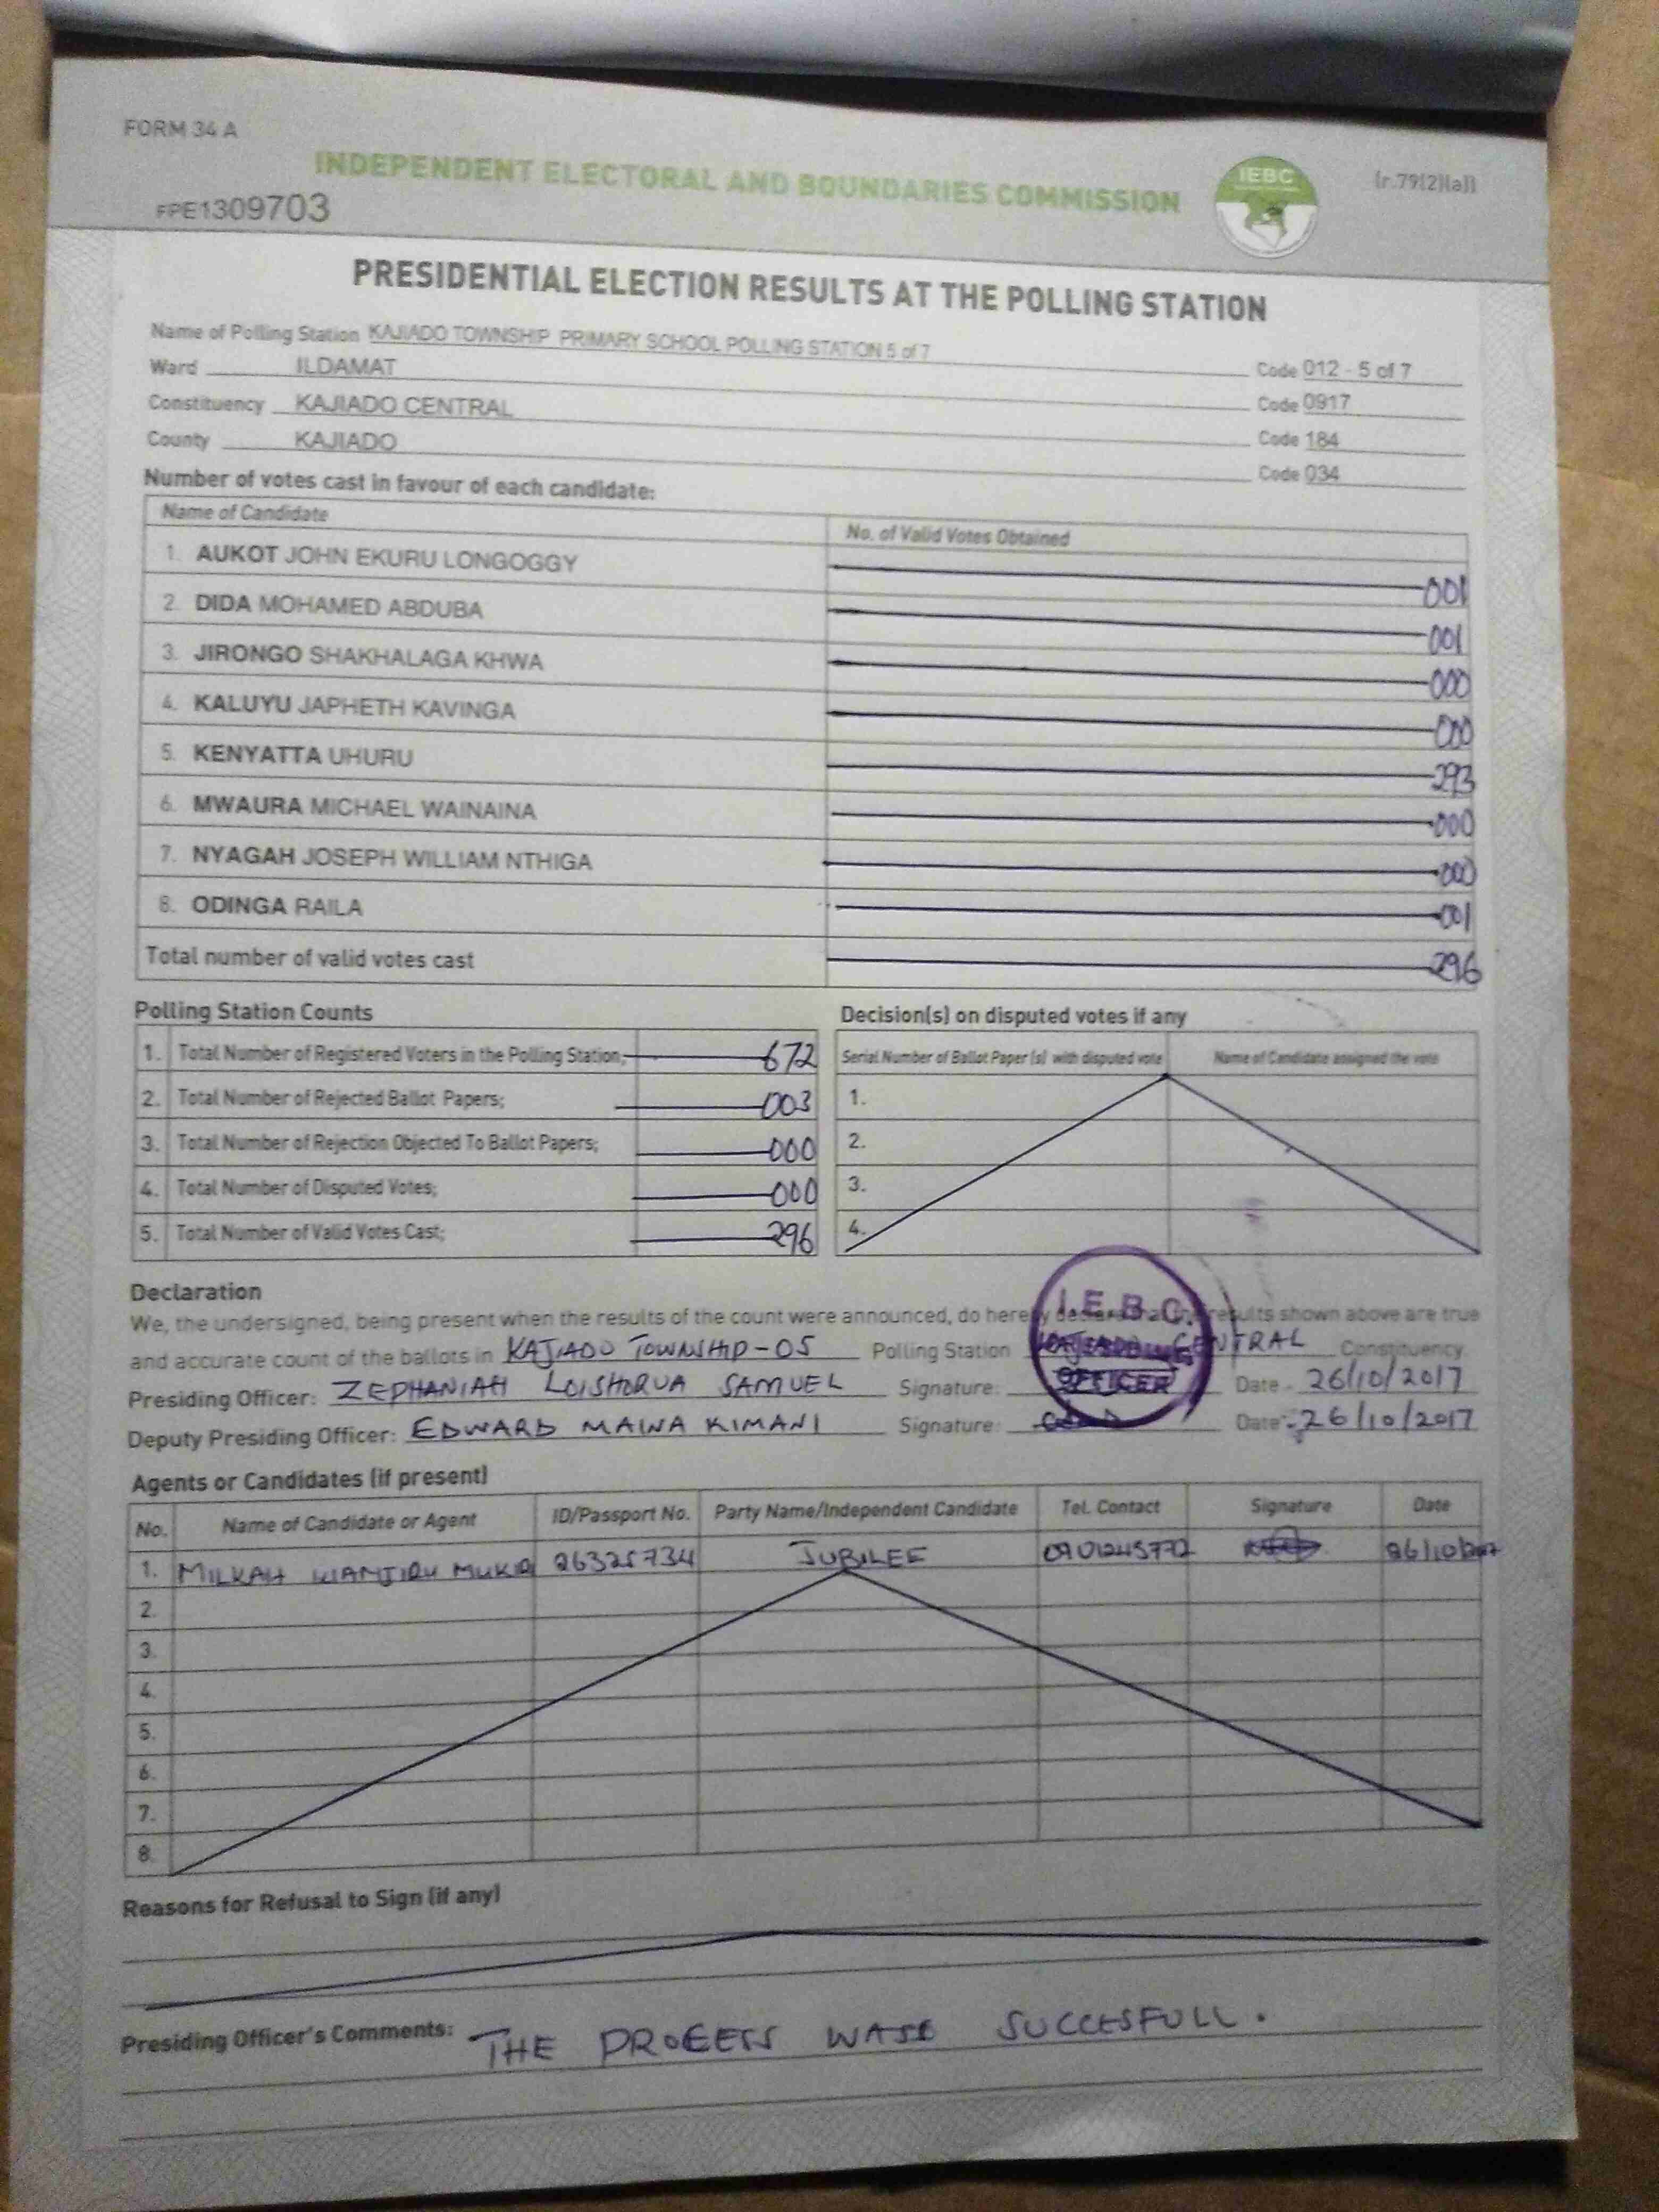 FORM 34 A
INDEPENDENT ELECTORAL AND BOUNDARIES COMMISSION
IEBC
(r.79(2)(a))
FPE1309703
PRESIDENTIAL ELECTION RESULTS AT THE POLLING STATION
Name of Polling Station KAJIADO TOWNSHIP PRIMARY SCHOOL POLLING STATION 5 of 7 Code 012 - 5 of 7
Ward ILDAMAT Code 0917
Constituency KAJIADO CENTRAL Code 184
County KAJIADO Code 034
Number of votes cast in favour of each candidate:
Name of Candidate No. of Valid Votes Obtained
1. AUKOT JOHN EKURU LONGOGGY 001
2. DIDA MOHAMED ABDUBA 001
3. JIRONGO SHAKHALAGA KHWA 000
4. KALUYU JAPHETH KAVINGA 000
5. KENYATTA UHURU 293
6. MWAURA MICHAEL WAINAINA 000
7. NYAGAH JOSEPH WILLIAM NTHIGA 000
8. ODINGA RAILA 001
Total number of valid votes cast 296
Polling Station Counts
1. Total Number of Registered Voters in the Polling Station; 672
2. Total Number of Rejected Ballot Papers; 003
3. Total Number of Rejection Objected To Ballot Papers; 000
4. Total Number of Disputed Votes; 000
5. Total Number of Valid Votes Cast; 296
Decision(s) on disputed votes if any
Serial Number of Ballot Paper (s) with disputed vote Name of Candidate assigned the vote
1.
2.
3.
4.
Declaration
We, the undersigned, being present when the results of the count were announced, do hereby declare that the results shown above are true
and accurate count of the ballots in KAJIADO TOWNSHIP-05 Polling Station KAJIADO CENTRAL Constituency.
I.E.B.C.
OFFICER
Presiding Officer: ZEPHANIAH LOISHORUA SAMUEL Signature: Date 26/10/2017
Deputy Presiding Officer: EDWARD MAINA KIMANI Signature: Date 26/10/2017
Agents or Candidates (if present)
No. Name of Candidate or Agent ID/Passport No. Party Name/Independent Candidate Tel. Contact Signature Date
1. MILKAH WANJIRU 26325734 JUBILEE 26/10/2017
2.
3.
4.
5.
6.
7.
8.
Reasons for Refusal to Sign (if any)
Presiding Officer's Comments: THE PROCESS WAS SUCCESFULL.